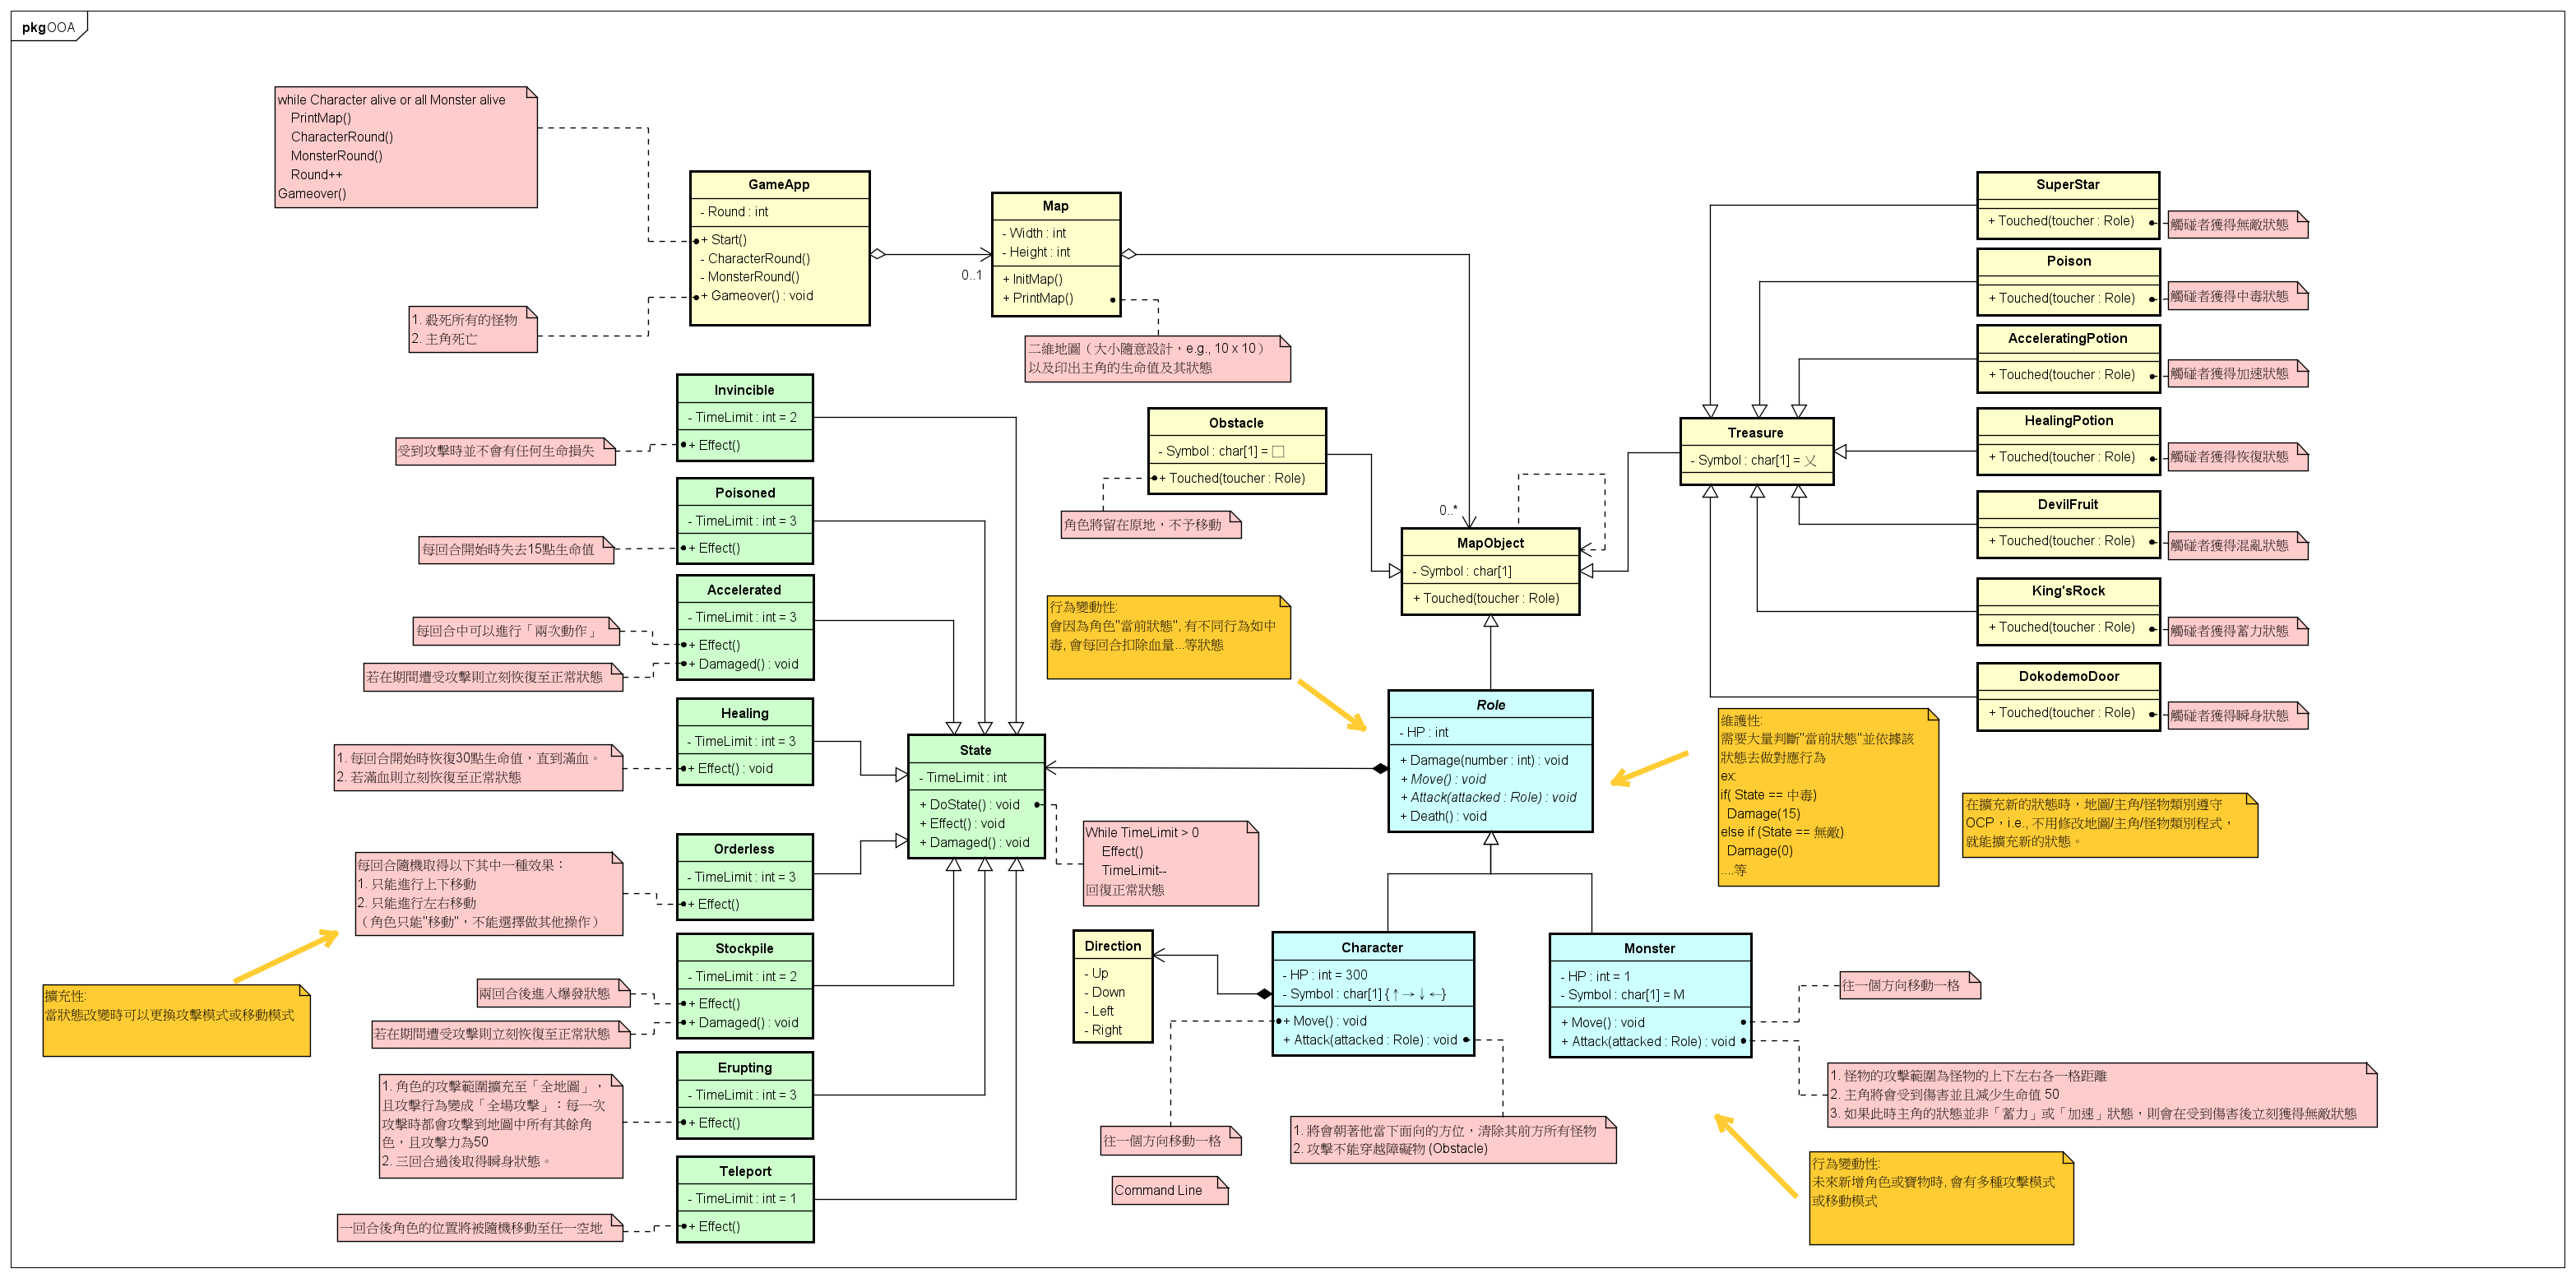 pkg OOA
while Character alive or all Monster alive
PrintMap()
CharacterRound()
MonsterRound()
Round++
Gameover()
GameApp
- Round : int
+ Start()
- CharacterRound()
- MonsterRound()
+ Gameover() : void
1. 殺死所有的怪物
2. 主角死亡
0..1
Map
- Width : int
- Height : int
+ InitMap()
+ PrintMap()
二維地圖（大小隨意設計，e.g., 10 x 10）
以及印出主角的生命值及其狀態
SuperStar
+ Touched(toucher : Role)
觸碰者獲得無敵狀態
Poison
+ Touched(toucher : Role)
觸碰者獲得中毒狀態
AcceleratingPotion
+ Touched(toucher : Role)
觸碰者獲得加速狀態
HealingPotion
+ Touched(toucher : Role)
觸碰者獲得恢復狀態
DevilFruit
+ Touched(toucher : Role)
觸碰者獲得混亂狀態
King'sRock
+ Touched(toucher : Role)
觸碰者獲得蓄力狀態
DokodemoDoor
+ Touched(toucher : Role)
觸碰者獲得瞬身狀態
Treasure
- Symbol : char[1] = 乂
Obstacle
- Symbol : char[1] = □
+ Touched(toucher : Role)
角色將留在原地，不予移動
0..*
MapObject
- Symbol : char[1]
+ Touched(toucher : Role)
Invincible
- TimeLimit : int = 2
+ Effect()
受到攻擊時並不會有任何生命損失
Poisoned
- TimeLimit : int = 3
+ Effect()
每回合開始時失去15點生命值
Accelerated
- TimeLimit : int = 3
+ Effect()
+ Damaged() : void
每回合中可以進行「兩次動作」
若在期間遭受攻擊則立刻恢復至正常狀態
Healing
- TimeLimit : int = 3
+ Effect() : void
1. 每回合開始時恢復30點生命值，直到滿血。
2. 若滿血則立刻恢復至正常狀態
Orderless
- TimeLimit : int = 3
+ Effect()
每回合隨機取得以下其中一種效果：
1. 只能進行上下移動
2. 只能進行左右移動
（角色只能"移動"，不能選擇做其他操作）
擴充性:
當狀態改變時可以更換攻擊模式或移動模式
Stockpile
- TimeLimit : int = 2
+ Effect()
+ Damaged() : void
兩回合後進入爆發狀態
若在期間遭受攻擊則立刻恢復至正常狀態
Erupting
- TimeLimit : int = 3
+ Effect()
1. 角色的攻擊範圍擴充至「全地圖」，
且攻擊行為變成「全場攻擊」：每一次
攻擊時都會攻擊到地圖中所有其餘角
色，且攻擊力為50
2. 三回合過後取得瞬身狀態。
Teleport
- TimeLimit : int = 1
+ Effect()
一回合後角色的位置將被隨機移動至任一空地
State
- TimeLimit : int
+ DoState() : void
+ Effect() : void
+ Damaged() : void
While TimeLimit > 0
Effect()
TimeLimit--
回復正常狀態
行為變動性:
會因為角色"當前狀態", 有不同行為如中
毒, 會每回合扣除血量...等狀態
Role
- HP : int
+ Damage(number : int) : void
+ Move() : void
+ Attack(attacked : Role) : void
+ Death() : void
維護性:
需要大量判斷"當前狀態"並依據該
狀態去做對應行為
ex:
if( State == 中毒)
Damage(15)
else if (State == 無敵)
Damage(0)
....等
在擴充新的狀態時，地圖/主角/怪物類別遵守
OCP，i.e., 不用修改地圖/主角/怪物類別程式，
就能擴充新的狀態。
Direction
- Up
- Down
- Left
- Right
Character
- HP : int = 300
- Symbol : char[1] { ↑→↓←}
+ Move() : void
+ Attack(attacked : Role) : void
往一個方向移動一格
Command Line
1. 將會朝著他當下面向的方位，清除其前方所有怪物
2. 攻擊不能穿越障礙物 (Obstacle)
Monster
- HP : int = 1
- Symbol : char[1] = M
+ Move() : void
+ Attack(attacked : Role) : void
往一個方向移動一格
1. 怪物的攻擊範圍為怪物的上下左右各一格距離
2. 主角將會受到傷害並且減少生命值 50
3. 如果此時主角的狀態並非「蓄力」或「加速」狀態，則會在受到傷害後立刻獲得無敵狀態
行為變動性:
未來新增角色或寶物時, 會有多種攻擊模式
或移動模式